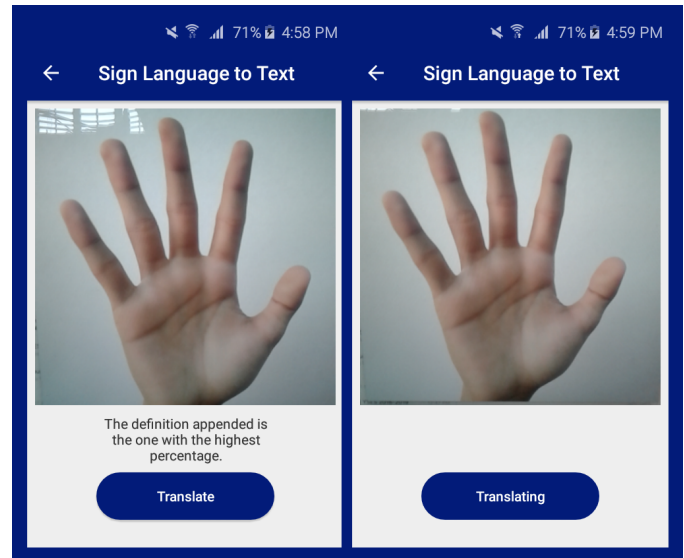 71% 4:58 PM
Sign Language to Text
The definition appended is
the one with the highest
percentage.
Translate
71% 4:59 PM
Sign Language to Text
Translating